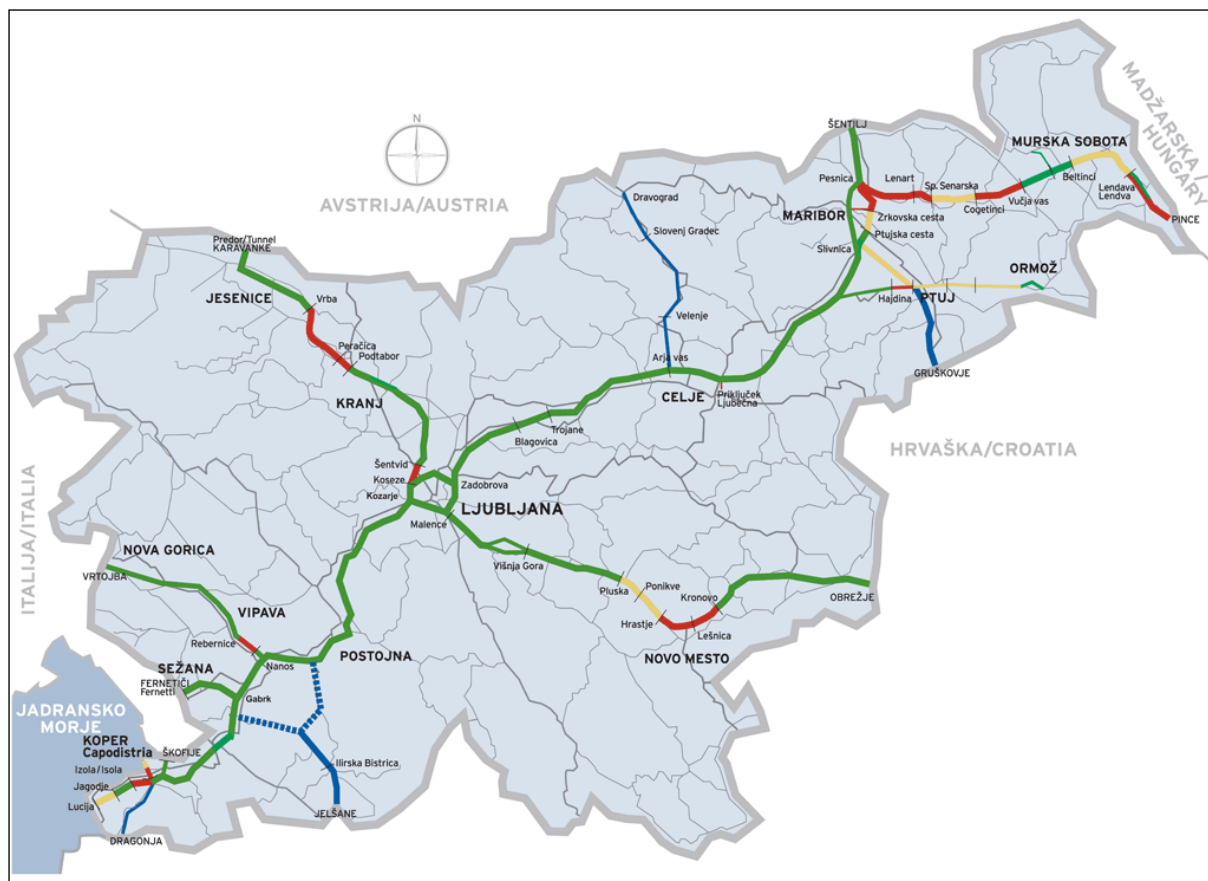 N
AVSTRIJA/AUSTRIA
MADŽARSKA /
HUNGARY
ŠENTILJ
MURSKA SOBOTA
Pesnica
Lenart
Sp. Senarska
Cogetinci
Vučja vas
Beltinci
Lendava
Lendva
PINCE
MARIBOR
Zrkovska cesta
Ptujska cesta
Slivnica
ORMOŽ
Hajdina
PTUJ
GRUŠKOVJE
Dravograd
Slovenj Gradec
Velenje
Arja vas
CELJE
Priključek
Ljubečna
Trojane
Blagovica
Predor/Tunnel
KARAVANKE
JESENICE
Vrba
Peračica
Podtabor
KRANJ
Šentvid
Koseze
Kozarje
Zadobrova
LJUBLJANA
Malence
HRVAŠKA/CROATIA
ITALIJA/ITALIA
Višnja Gora
Pluska
Ponikve
Hrastje
Kronovo
Lešnica
NOVO MESTO
OBREŽJE
NOVA GORICA
VRTOJBA
VIPAVA
Rebernice
Nanos
POSTOJNA
SEŽANA
FERNETIČI
Fernetti
Gabrk
JADRANSKO
MORJE
KOPER
Capodistria
ŠKOFIJE
Izola/Isola
Jagodje
Lucija
DRAGONJA
Ilirska Bistrica
JELŠANE